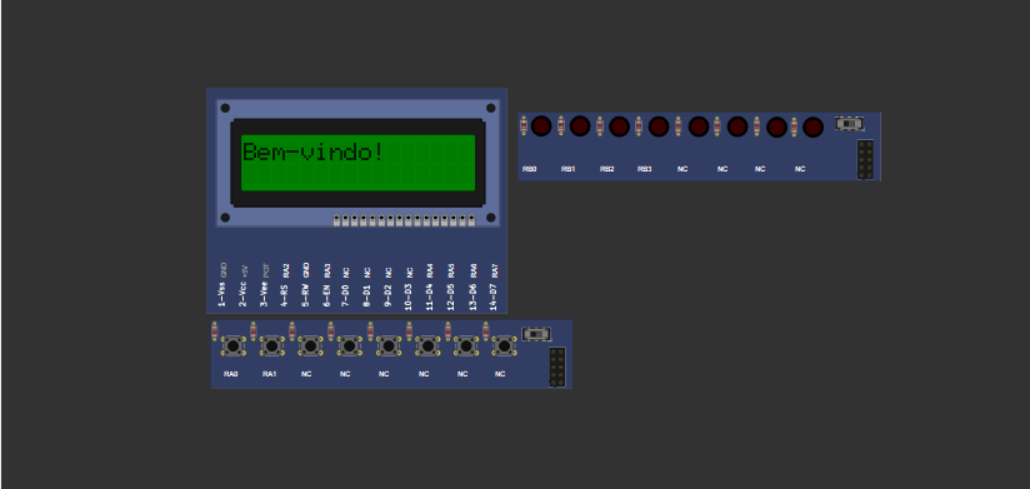 Bem-vindo!
RB0 RB1 RB2 RB3 NC NC NC NC
1-Vss GND
2-Vcc +5V
3-Vee POT
4-RS RA2
5-RW GND
6-EN RA3
7-D0 NC
8-D1 NC
9-D2 NC
10-D3 NC
11-D4 RA4
12-D5 RA5
13-D6 RA6
14-D7 RA7
RA0 RA1 NC NC NC NC NC NC